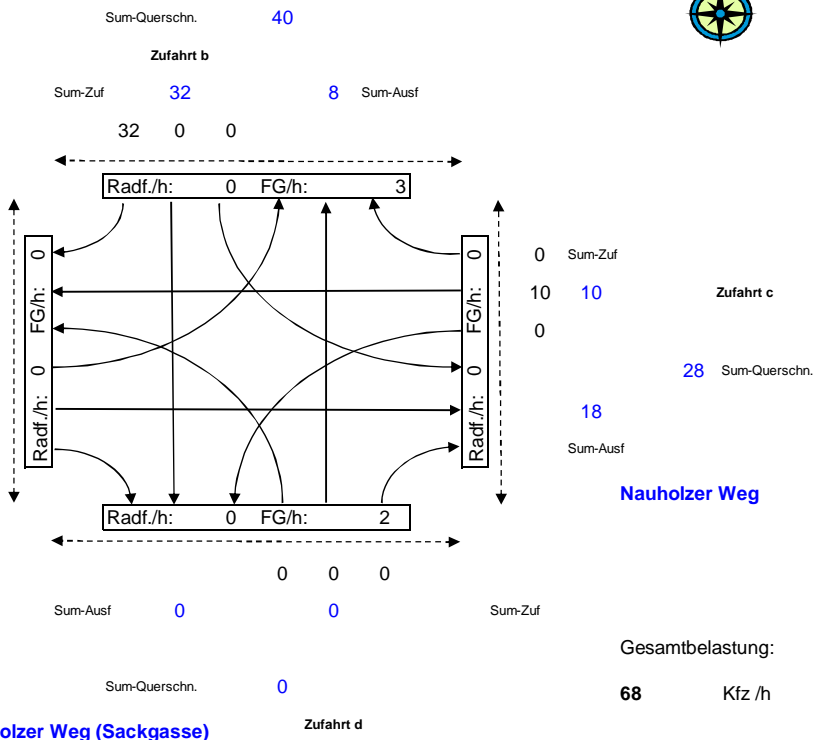 Sum-Querschn. 40
Zufahrt b
Sum-Zuf 32 8 Sum-Ausf
32 0 0
Radf./h: 0 FG/h: 3
Radf./h: 0 FG/h: 0
Radf./h: 0 FG/h: 0
0 Sum-Zuf
10 10 Zufahrt c
0
28 Sum-Querschn.
18
Sum-Ausf
Nauholzer Weg
Radf./h: 0 FG/h: 2
0 0 0
Sum-Ausf 0 0 Sum-Zuf
Gesamtbelastung:
Sum-Querschn. 0
68 Kfz /h
Zufahrt d
Weg (Sackgasse)